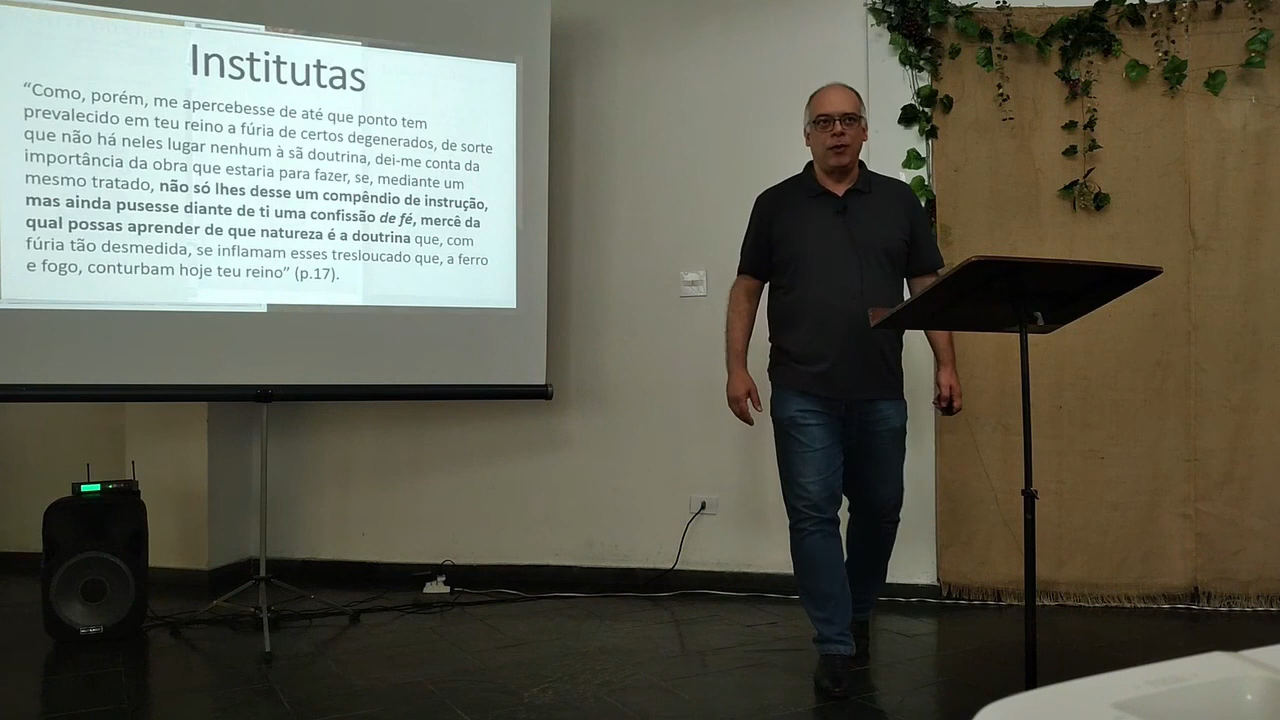 Institutas
“Como, porém, me apercebesse de até que ponto tem
prevalecido em teu reino a fúria de certos degenerados, de sorte
que não há neles lugar nenhum à sã doutrina, dei-me conta da
importância da obra que estaria para fazer, se, mediante um
mesmo tratado, não só lhes desse um compêndio de instrução,
mas ainda pusesse diante de ti uma confissão de fé, mercê da
qual possas aprender de que natureza é a doutrina que, com
fúria tão desmedida, se inflamam esses tresloucado que, a ferro
e fogo, conturbam hoje teu reino” (p.17).